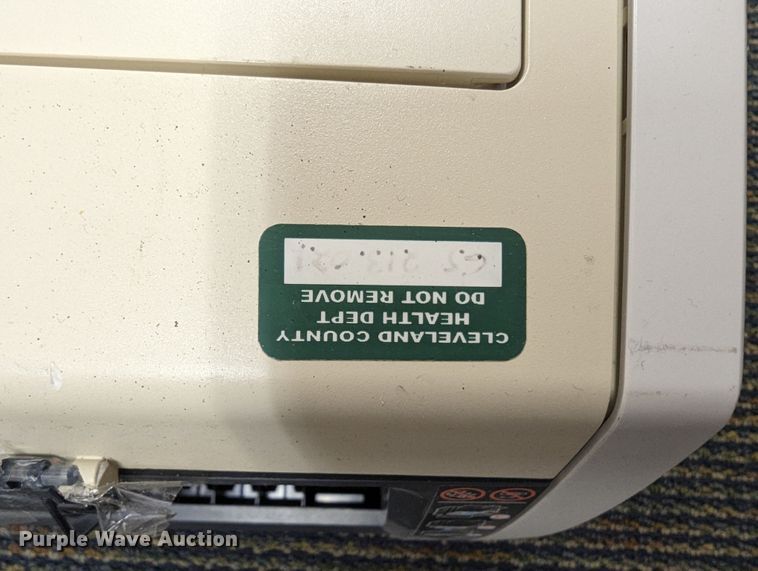 CLEVELAND COUNTY
HEALTH DEPT
DO NOT REMOVE
Purple Wave Auction